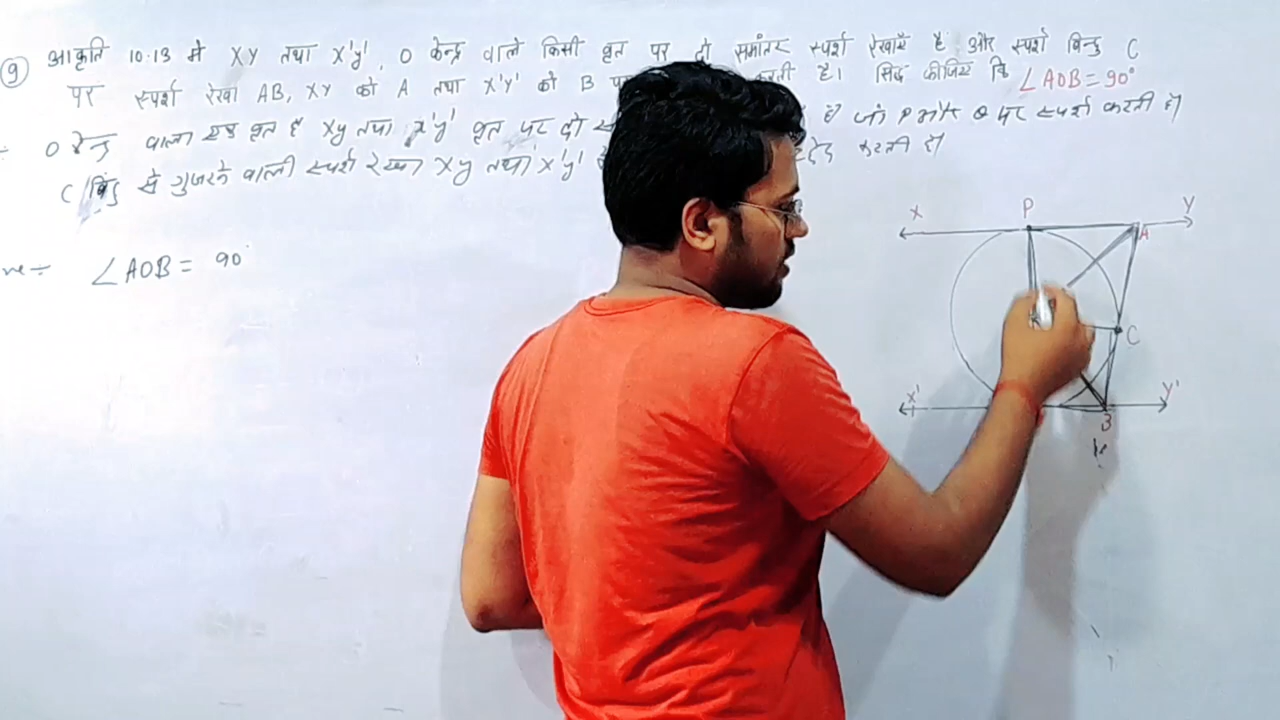 9 आकृति 10:13 में XY तथा X'Y', O केन्द्र वाले किसी वृत पर दो समांतर स्पर्श रेखाएँ है और स्पर्श बिन्दु C
पर स्पर्श रेखा AB, XY को A तथा X'Y' को B करती है। सिद्ध कीजिए कि ∠AOB = 90°
O केन्द्र वाला एक वृत है XY तथा X'Y' वृत पर दो है जो P और Q पर स्पर्श करती है।
C बिंदु से गुजरने वाली स्पर्श रेखा XY तथा X'Y' करती है।
∠AOB = 90°
X P Y
A
C
X' Y'
B